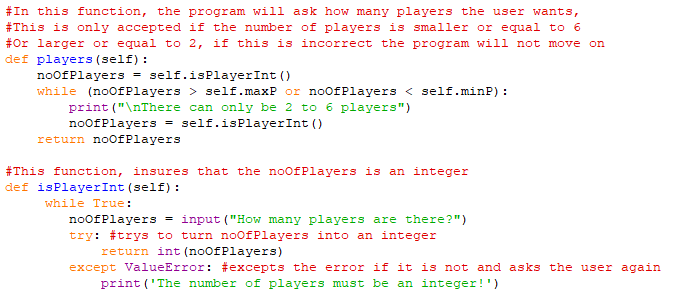 #In this function, the program will ask how many players the user wants,
#This is only accepted if the number of players is smaller or equal to 6
#Or larger or equal to 2, if this is incorrect the program will not move on
def players(self):
    noOfPlayers = self.isPlayerInt()
    while (noOfPlayers > self.maxP or noOfPlayers < self.minP):
        print("\nThere can only be 2 to 6 players")
        noOfPlayers = self.isPlayerInt()
    return noOfPlayers

#This function, insures that the noOfPlayers is an integer
def isPlayerInt(self):
     while True:
        noOfPlayers = input("How many players are there?")
        try: #trys to turn noOfPlayers into an integer
            return int(noOfPlayers)
        except ValueError: #excepts the error if it is not and asks the user again
            print('The number of players must be an integer!')